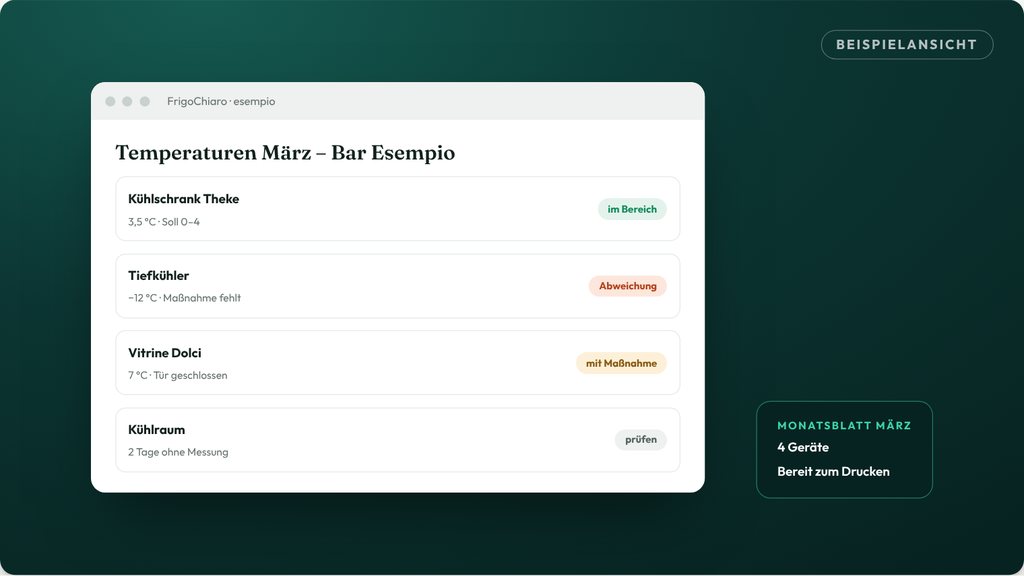 BEISPIELANSICHT
FrigoChiaro · esempio
Temperaturen März – Bar Esempio
Kühlschrank Theke
3,5 °C · Soll 0–4
im Bereich
Tiefkühler
−12 °C · Maßnahme fehlt
Abweichung
Vitrine Dolci
7 °C · Tür geschlossen
mit Maßnahme
Kühlraum
2 Tage ohne Messung
prüfen
MONATSBLATT MÄRZ
4 Geräte
Bereit zum Drucken